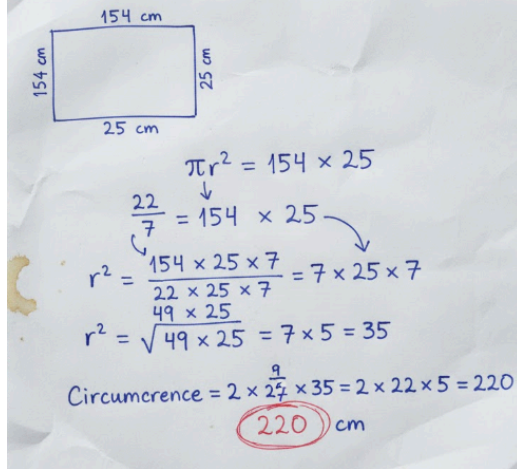 154 cm
154 cm
25 cm
25 cm
πr² = 154 × 25
22/7 = 154 × 25
r² = (154 × 25 × 7)/(22 × 25 × 7) = 7 × 25 × 7
49 × 25
r² = √(49 × 25) = 7 × 5 = 35
Circumcrence = 2 × 9/27 × 35 = 2 × 22 × 5 = 220
220 cm